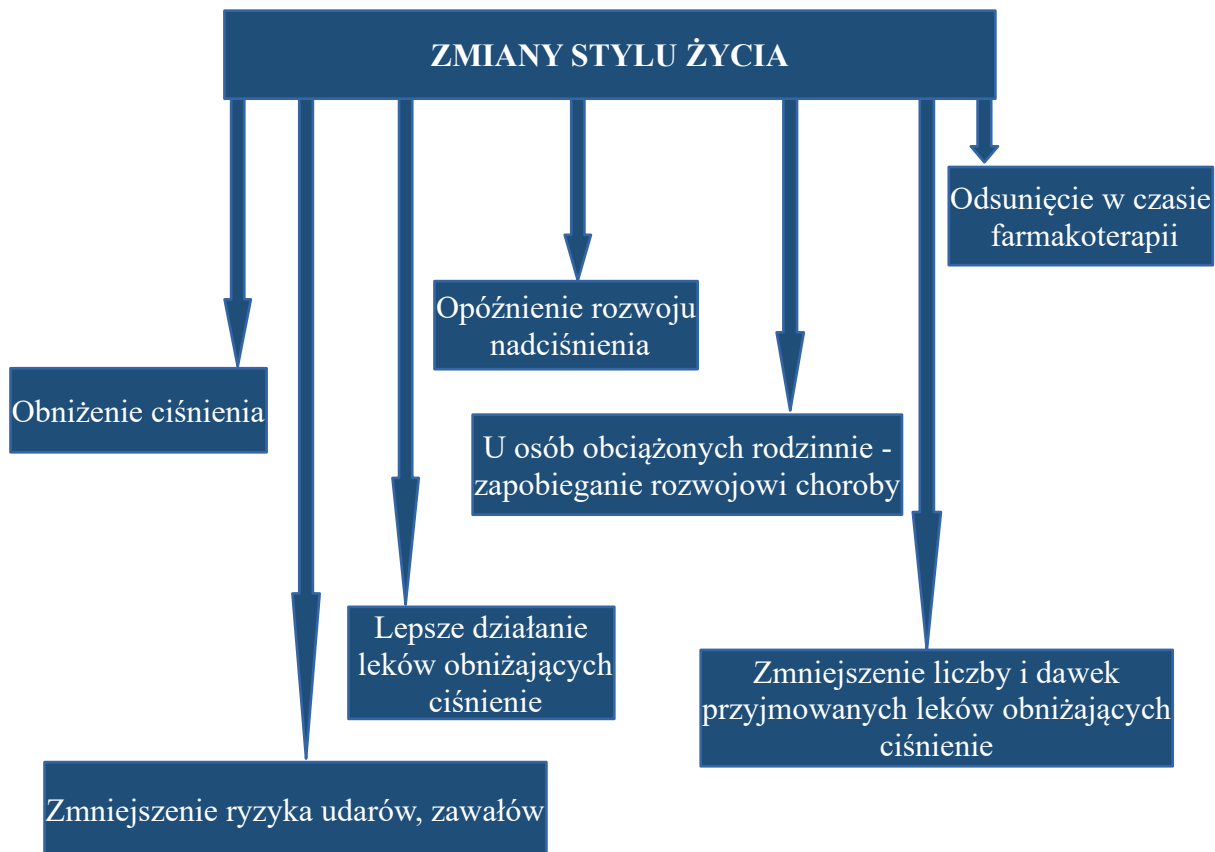 ZMIANY STYLU ŻYCIA
Odsunięcie w czasie
farmakoterapii
Opóźnienie rozwoju
nadciśnienia
Obniżenie ciśnienia
U osób obciążonych rodzinnie -
zapobieganie rozwojowi choroby
Lepsze działanie
leków obniżających
ciśnienie
Zmniejszenie liczby i dawek
przyjmowanych leków obniżających
ciśnienie
Zmniejszenie ryzyka udarów, zawałów